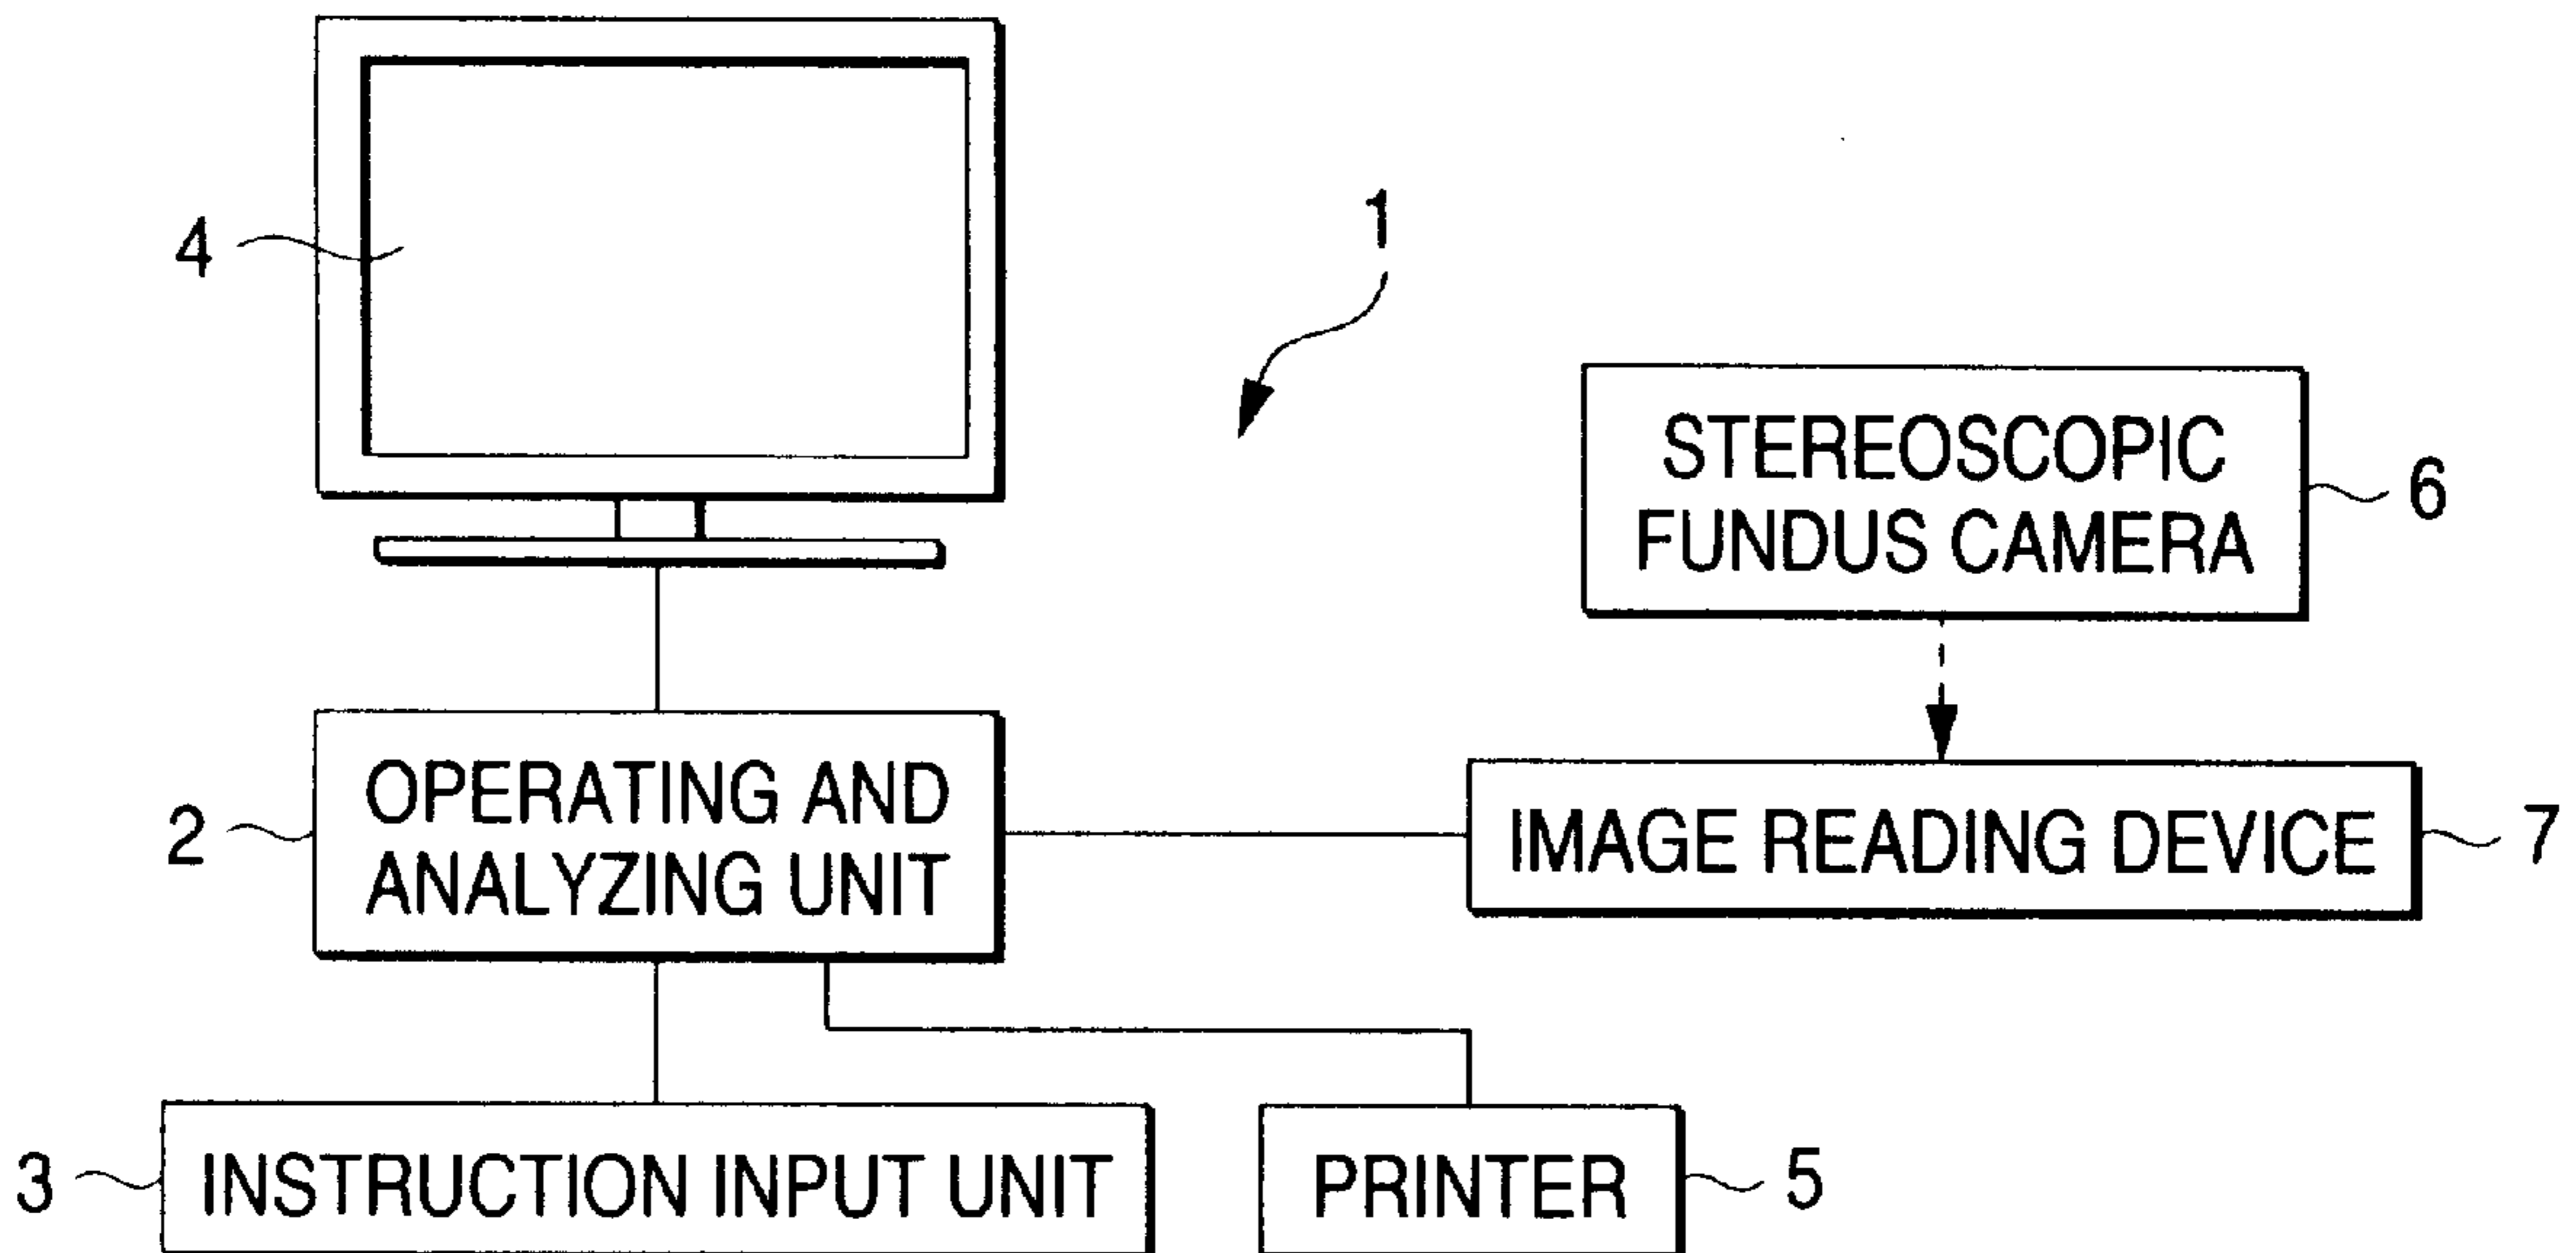 4
1
STEREOSCOPIC
FUNDUS CAMERA
6
OPERATING AND
ANALYZING UNIT
2
IMAGE READING DEVICE
7
3
INSTRUCTION INPUT UNIT
PRINTER
5